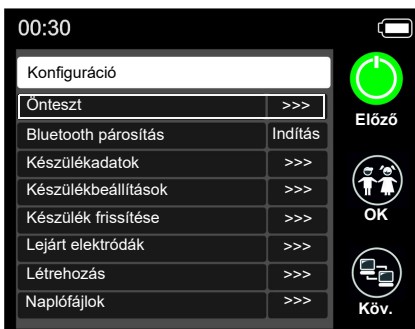 00:30
Konfiguráció
Önteszt >>>
Bluetooth párosítás Indítás
Készülékadatok >>>
Készülékbeállítások >>>
Készülék frissítése >>>
Lejárt elektródák >>>
Létrehozás >>>
Naplófájlok >>>
Előző
OK
Köv.